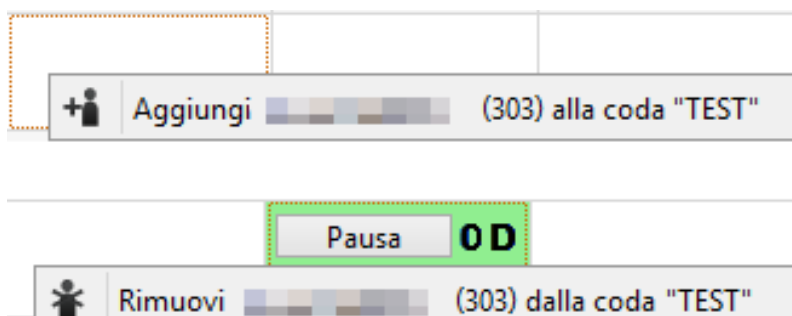 Aggiungi (303) alla coda "TEST"
Pausa 0 D
Rimuovi (303) dalla coda "TEST"